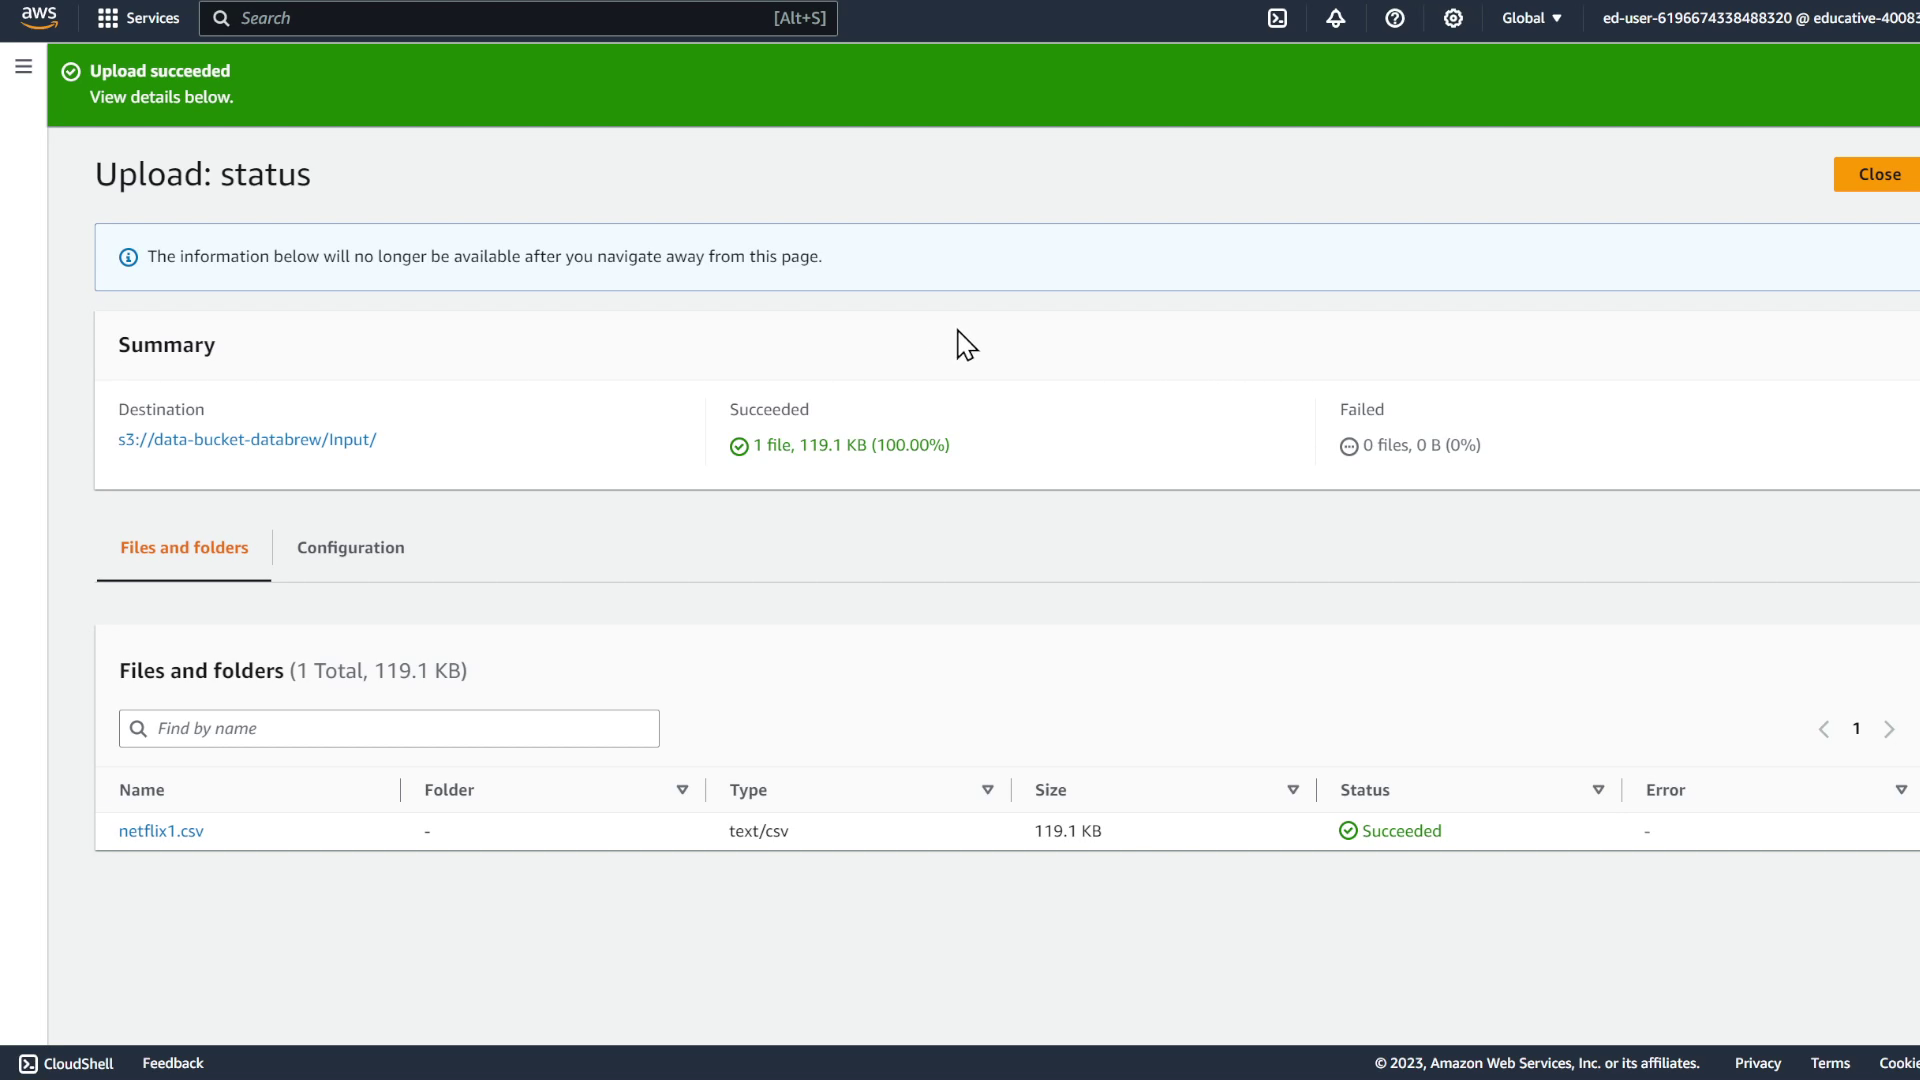 aws
Services
Search
[Alt+S]
Global
ed-user-6196674338488320 @ educative-40083
Upload succeeded
View details below.
Upload: status
Close
The information below will no longer be available after you navigate away from this page.
Summary
Destination
s3://data-bucket-databrew/Input/
Succeeded
1 file, 119.1 KB (100.00%)
Failed
0 files, 0 B (0%)
Files and folders
Configuration
Files and folders (1 Total, 119.1 KB)
Find by name
1
Name
Folder
Type
Size
Status
Error
netflix1.csv
-
text/csv
119.1 KB
Succeeded
-
CloudShell
Feedback
© 2023, Amazon Web Services, Inc. or its affiliates.
Privacy
Terms
Cookie